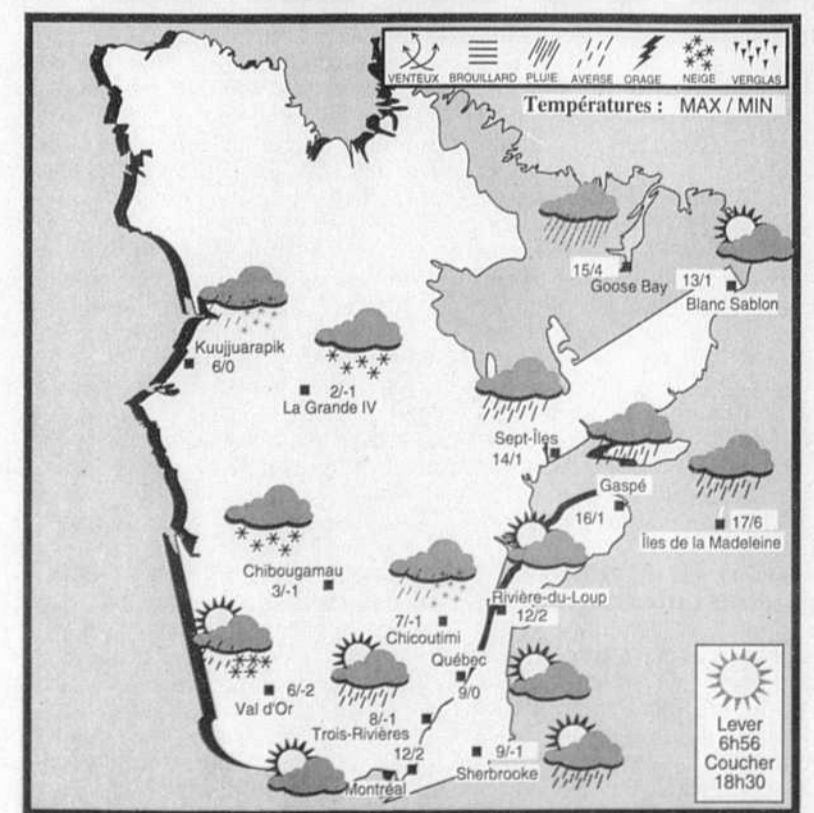 VENTEUX BROUILLARD PLUIE AVERSE ORAGE NEIGE VERGLAS
Températures : MAX / MIN
15/4
Goose Bay
13/1
Blanc Sablon
Kuujjuarapik
6/0
2/-1
La Grande IV
Sept-Îles
14/1
Gaspé
16/1
17/6
Îles de la Madeleine
Chibougamau
3/-1
7/-1
Chicoutimi
Rivière-du-Loup
12/2
Québec
9/0
6/-2
Val d'Or
8/-1
Trois-Rivières
12/2
Montréal
9/-1
Sherbrooke
Lever
6h56
Coucher
18h30